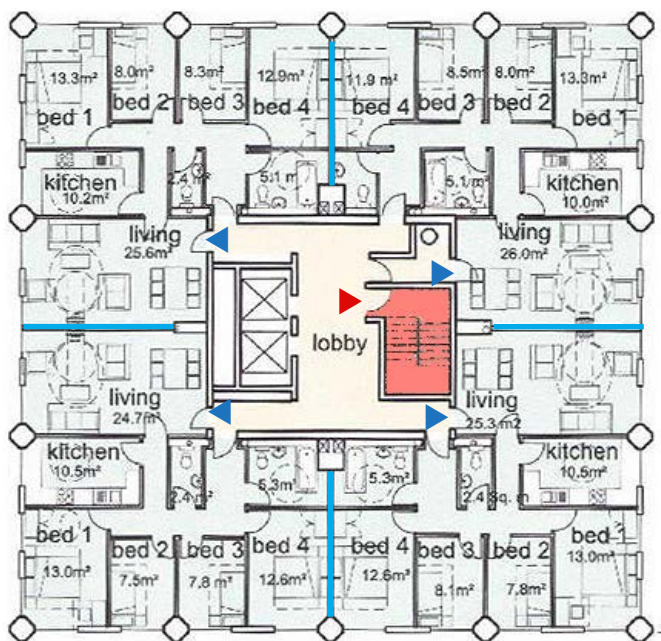 13.3m² 8.0m² 8.3m² 12.9m² 11.9 m² 8.5m² 8.0m² 13.3m²
bed 1 bed 2 bed 3 bed 4 bed 4 bed 3 bed 2 bed 1
kitchen 2.4 m² 5.1 m 5.1 m kitchen
10.2m² 10.0m²
living living
25.6m² 26.0m²
lobby
living living
24.7m² 25.3 m2
kitchen kitchen
10.5m² 2.4 m² 5.3m² 5.3m² 2.4 Sq. m 10.5m²
bed 1 bed 2 bed 3 bed 4 bed 4 bed 3 bed 2 bed 1
13.0m² 7.5m² 7.8 m² 12.6m² 12.6m² 8.1m² 7.8m² 13.0m²